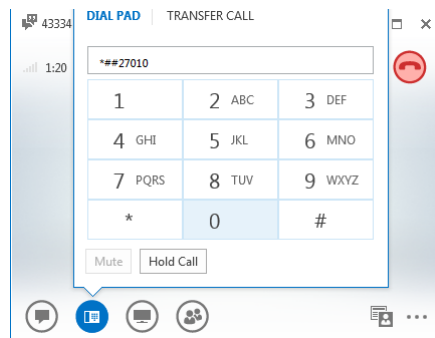 43334
DIAL PAD TRANSFER CALL
1:20
*##27010
1 2 ABC 3 DEF
4 GHI 5 JKL 6 MNO
7 PQRS 8 TUV 9 WXYZ
* 0 #
Mute Hold Call